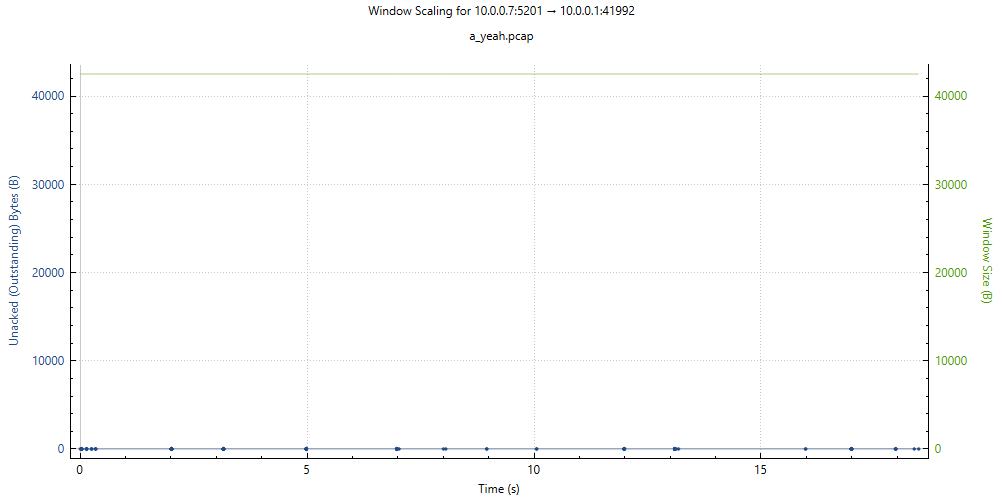 Window Scaling for 10.0.0.7:5201 → 10.0.0.1:41992
a_yeah.pcap
Unacked (Outstanding) Bytes (B)
40000
30000
20000
10000
0
40000
30000
20000
10000
0
Window Size (B)
0
5
10
15
Time (s)